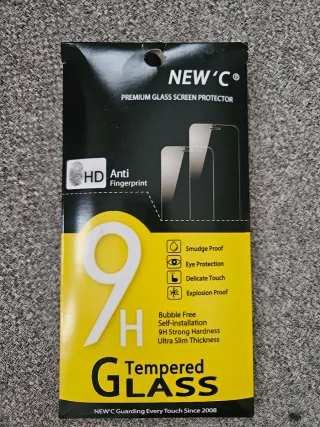 NEW'C®
PREMIUM GLASS SCREEN PROTECTOR
HD
Anti
Fingerprint
9H
Smudge Proof
Eye Protection
Delicate Touch
Explosion Proof
Bubble Free
Self-installation
9H Strong Hardness
Ultra Slim Thickness
Tempered
GLASS
NEW'C Guarding Every Touch Since 2008